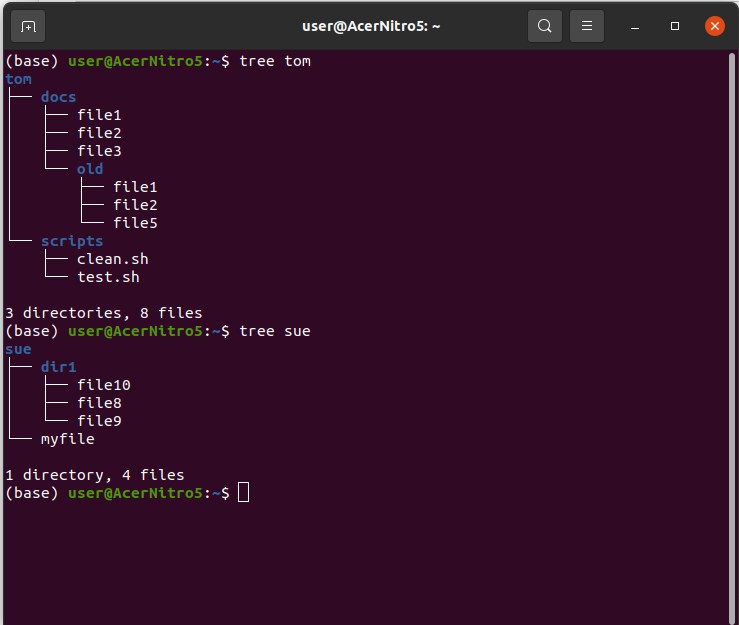 user@AcerNitro5: ~
(base) user@AcerNitro5:~$ tree tom
tom
├── docs
│   ├── file1
│   ├── file2
│   ├── file3
│   └── old
│       ├── file1
│       ├── file2
│       └── file5
└── scripts
    ├── clean.sh
    └── test.sh

3 directories, 8 files
(base) user@AcerNitro5:~$ tree sue
sue
├── dir1
│   ├── file10
│   ├── file8
│   └── file9
└── myfile

1 directory, 4 files
(base) user@AcerNitro5:~$